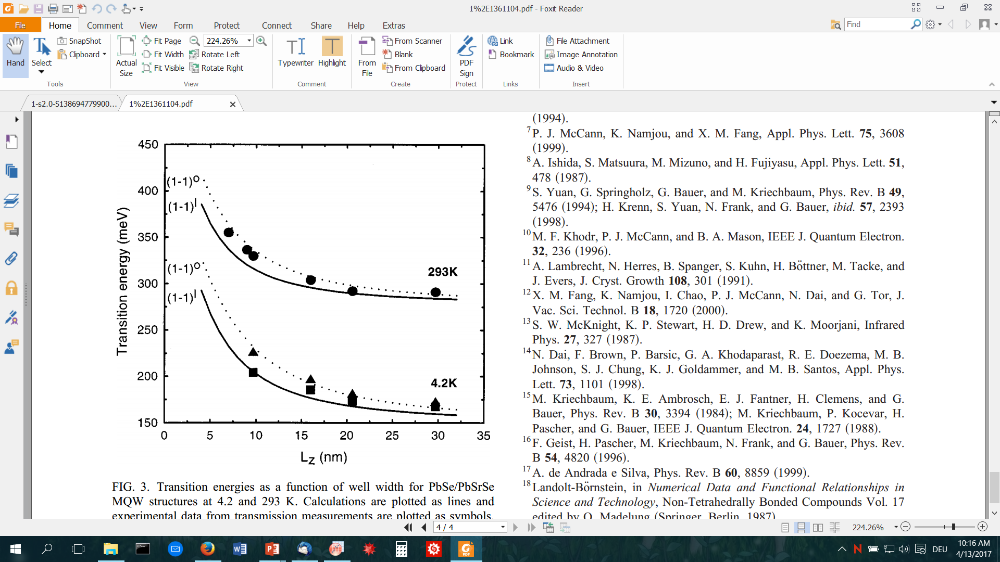 1%2E1361104.pdf - Foxit Reader
File Home Comment View Form Protect Connect Share Help Extras
Find
Hand
Select
SnapShot
Clipboard
Tools
Actual Size
Fit Page
Fit Width
Fit Visible
224.26%
Rotate Left
Rotate Right
View
Typewriter
Highlight
Comment
From File
From Scanner
Blank
From Clipboard
Create
PDF Sign
Protect
Link
Bookmark
Links
File Attachment
Image Annotation
Audio & Video
Insert
1-s2.0-S138694779900...
1%2E1361104.pdf
Transition energy (meV)
450
400
350
300
250
200
150
(1-1)O
(1-1)l
(1-1)O
(1-1)l
293K
4.2K
0 5 10 15 20 25 30 35
Lz (nm)
FIG. 3. Transition energies as a function of well width for PbSe/PbSrSe
MQW structures at 4.2 and 293 K. Calculations are plotted as lines and
experimental data from transmission measurements are plotted as symbols.
(1994).
7 P. J. McCann, K. Namjou, and X. M. Fang, Appl. Phys. Lett. 75, 3608
(1999).
8 A. Ishida, S. Matsuura, M. Mizuno, and H. Fujiyasu, Appl. Phys. Lett. 51,
478 (1987).
9 S. Yuan, G. Springholz, G. Bauer, and M. Kriechbaum, Phys. Rev. B 49,
5476 (1994); H. Krenn, S. Yuan, N. Frank, and G. Bauer, ibid. 57, 2393
(1998).
10 M. F. Khodr, P. J. McCann, and B. A. Mason, IEEE J. Quantum Electron.
32, 236 (1996).
11 A. Lambrecht, N. Herres, B. Spanger, S. Kuhn, H. Böttner, M. Tacke, and
J. Evers, J. Cryst. Growth 108, 301 (1991).
12 X. M. Fang, K. Namjou, I. Chao, P. J. McCann, N. Dai, and G. Tor, J.
Vac. Sci. Technol. B 18, 1720 (2000).
13 S. W. McKnight, K. P. Stewart, H. D. Drew, and K. Moorjani, Infrared
Phys. 27, 327 (1987).
14 N. Dai, F. Brown, P. Barsic, G. A. Khodaparast, R. E. Doezema, M. B.
Johnson, S. J. Chung, K. J. Goldammer, and M. B. Santos, Appl. Phys.
Lett. 73, 1101 (1998).
15 M. Kriechbaum, K. E. Ambrosch, E. J. Fantner, H. Clemens, and G.
Bauer, Phys. Rev. B 30, 3394 (1984); M. Kriechbaum, P. Kocevar, H.
Pascher, and G. Bauer, IEEE J. Quantum Electron. 24, 1727 (1988).
16 F. Geist, H. Pascher, M. Kriechbaum, N. Frank, and G. Bauer, Phys. Rev.
B 54, 4820 (1996).
17 A. de Andrada e Silva, Phys. Rev. B 60, 8859 (1999).
18 Landolt-Börnstein, in Numerical Data and Functional Relationships in
Science and Technology, Non-Tetrahedrally Bonded Compounds Vol. 17
edited by O. Madelung (Springer, Berlin, 1987)
4 / 4
224.26%
DEU
10:16 AM
4/13/2017